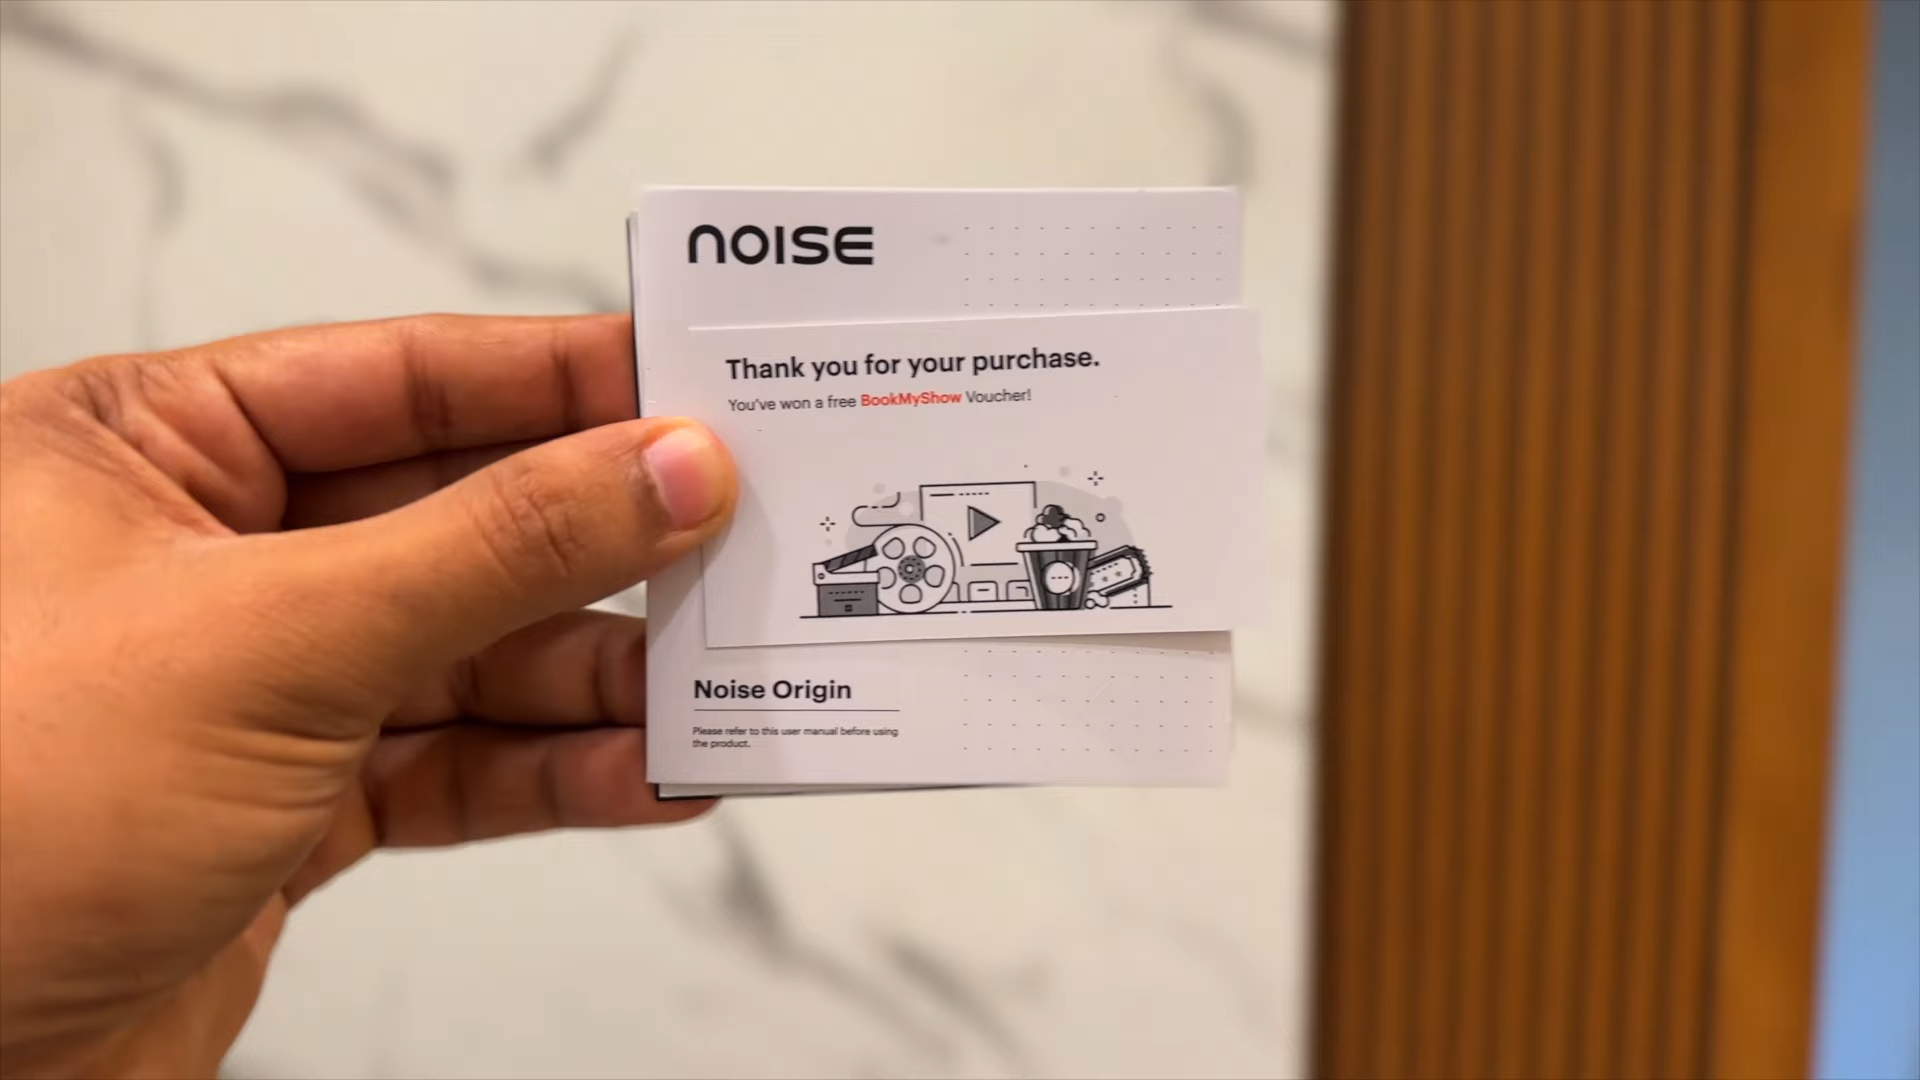 NOISE
Thank you for your purchase.
You've won a free BookMyShow Voucher!
Noise Origin
Please refer to this user manual before using
the product.